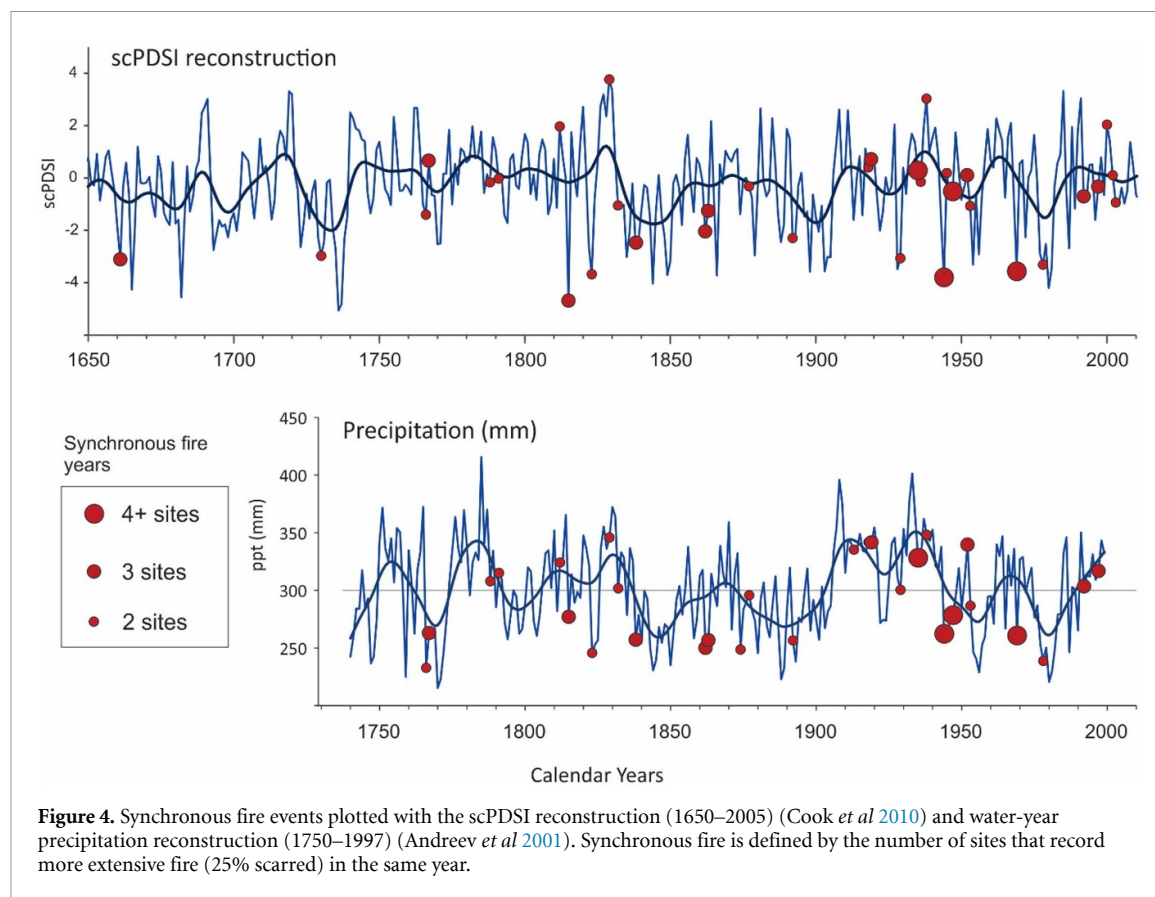 scPDSI reconstruction
4
2
0
-2
-4
scPDSI
1650 1700 1750 1800 1850 1900 1950 2000
Precipitation (mm)
450
400
350
300
250
ppt (mm)
Synchronous fire
years
4+ sites
3 sites
2 sites
1750 1800 1850 1900 1950 2000
Calendar Years
Figure 4. Synchronous fire events plotted with the scPDSI reconstruction (1650–2005) (Cook et al 2010) and water-year
precipitation reconstruction (1750–1997) (Andreev et al 2001). Synchronous fire is defined by the number of sites that record
more extensive fire (25% scarred) in the same year.